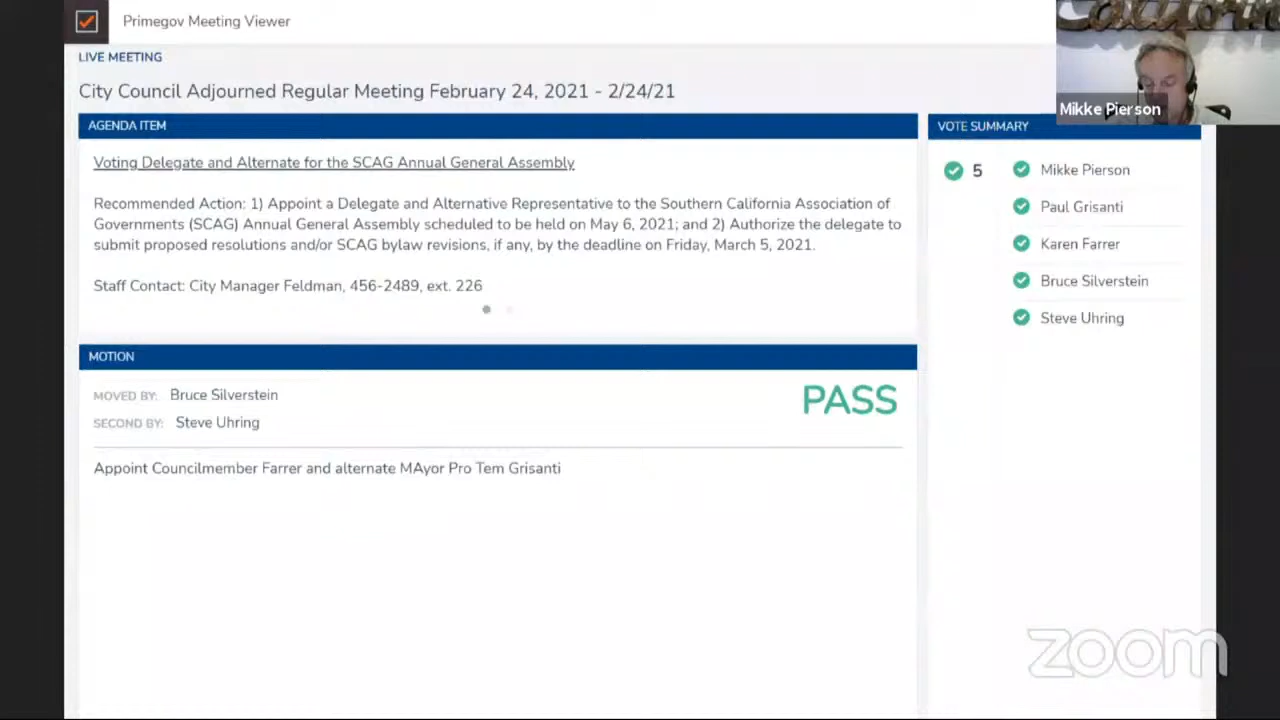 Primegov Meeting Viewer
California
Mikke Pierson
LIVE MEETING
City Council Adjourned Regular Meeting February 24, 2021 - 2/24/21
AGENDA ITEM
Voting Delegate and Alternate for the SCAG Annual General Assembly
Recommended Action: 1) Appoint a Delegate and Alternative Representative to the Southern California Association of
Governments (SCAG) Annual General Assembly scheduled to be held on May 6, 2021; and 2) Authorize the delegate to
submit proposed resolutions and/or SCAG bylaw revisions, if any, by the deadline on Friday, March 5, 2021.
Staff Contact: City Manager Feldman, 456-2489, ext. 226
VOTE SUMMARY
5
Mikke Pierson
Paul Grisanti
Karen Farrer
Bruce Silverstein
Steve Uhring
MOTION
MOVED BY: Bruce Silverstein
PASS
SECOND BY: Steve Uhring
Appoint Councilmember Farrer and alternate MAyor Pro Tem Grisanti
zoom